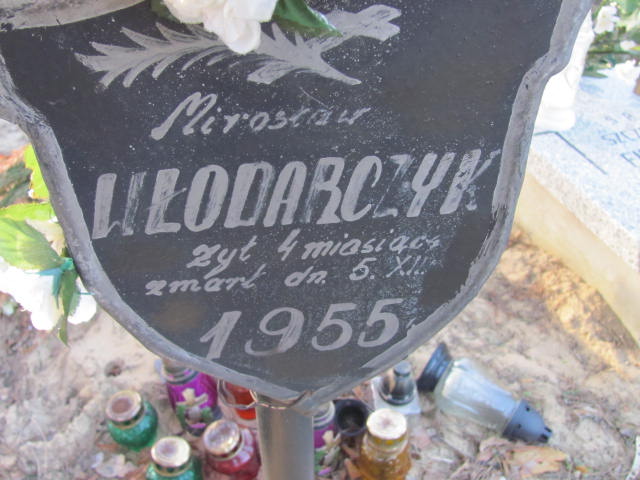 Mirosław
WŁODARCZYK
żył 4 miesiące
zmarł dn. 5. XII
1955